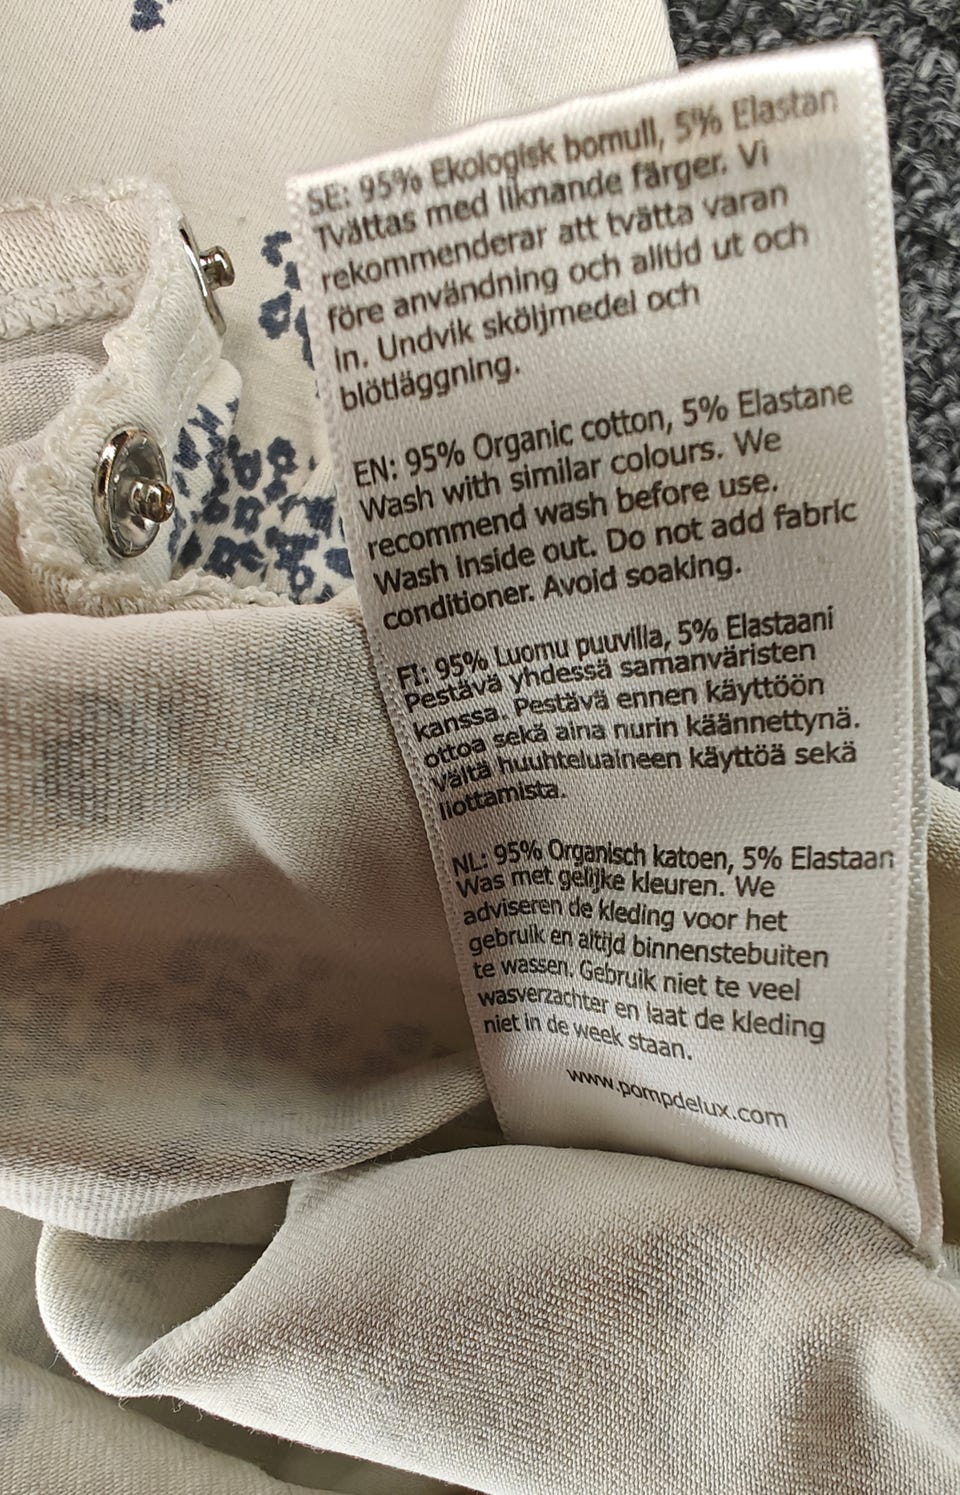 SE: 95% Ekologisk bomull, 5% Elastan
Tvättas med liknande färger. Vi
rekommenderar att tvätta varan
före användning och alltid ut och
in. Undvik sköljmedel och
blötläggning.
EN: 95% Organic cotton, 5% Elastane
Wash with similar colours. We
recommend wash before use.
Wash inside out. Do not add fabric
conditioner. Avoid soaking.
FI: 95% Luomu puuvilla, 5% Elastaani
Pestävä yhdessä samanväristen
kanssa. Pestävä ennen käyttöön
ottoa sekä aina nurin käännettynä.
Vältä huuhteluaineen käyttöä sekä
liottamista.
NL: 95% Organisch katoen, 5% Elastaan
Was met gelijke kleuren. We
adviseren de kleding voor het
gebruik en altijd binnenstebuiten
te wassen. Gebruik niet te veel
wasverzachter en laat de kleding
niet in de week staan.
www.pompdelux.com